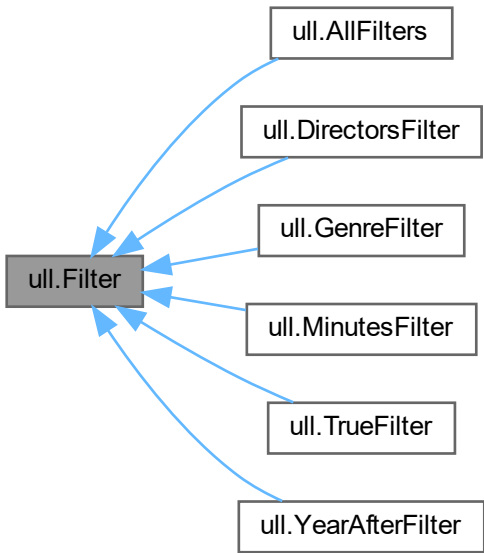 ull.AllFilters
ull.DirectorsFilter
ull.GenreFilter
ull.Filter
ull.MinutesFilter
ull.TrueFilter
ull.YearAfterFilter